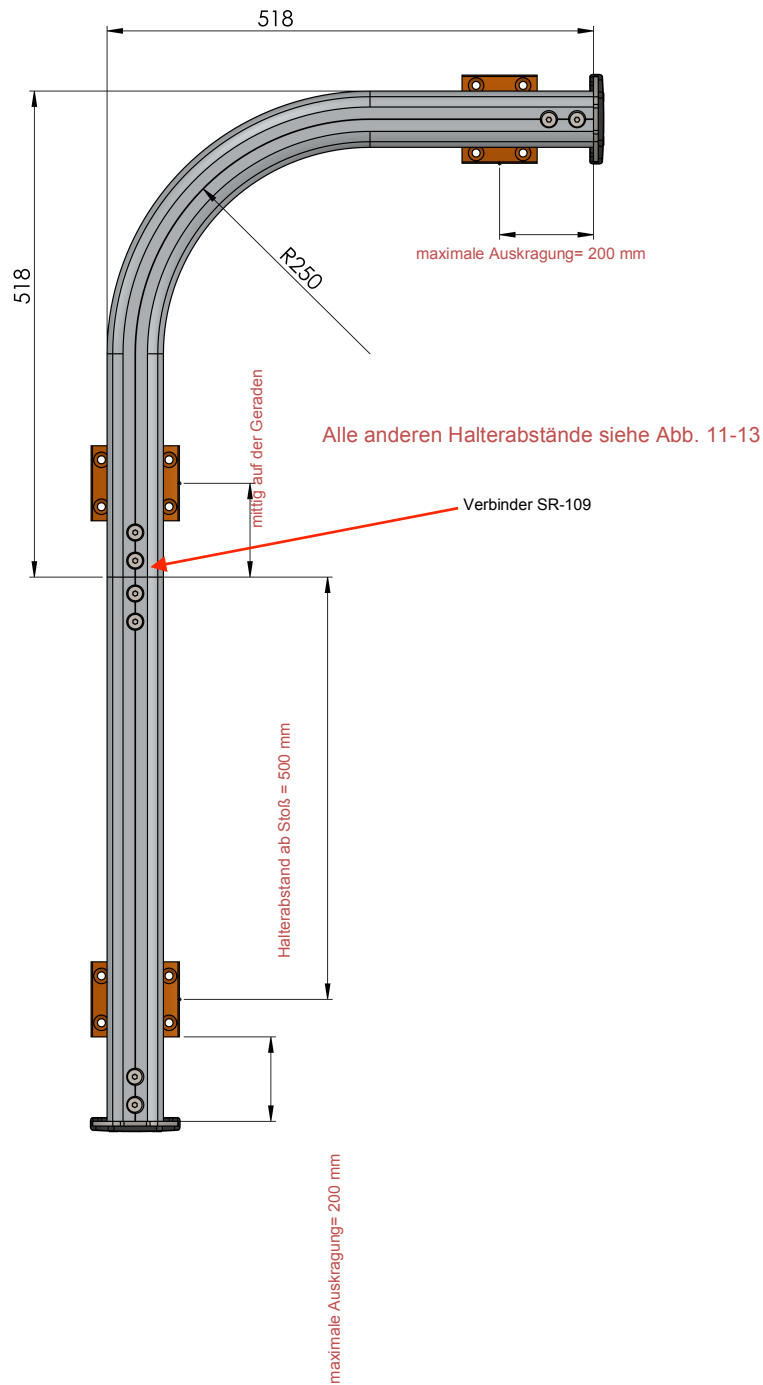 518
518
R250
maximale Auskragung= 200 mm
mittig auf der Geraden
Alle anderen Halterabstände siehe Abb. 11-13
Verbinder SR-109
Halterabstand ab Stoß = 500 mm
maximale Auskragung= 200 mm